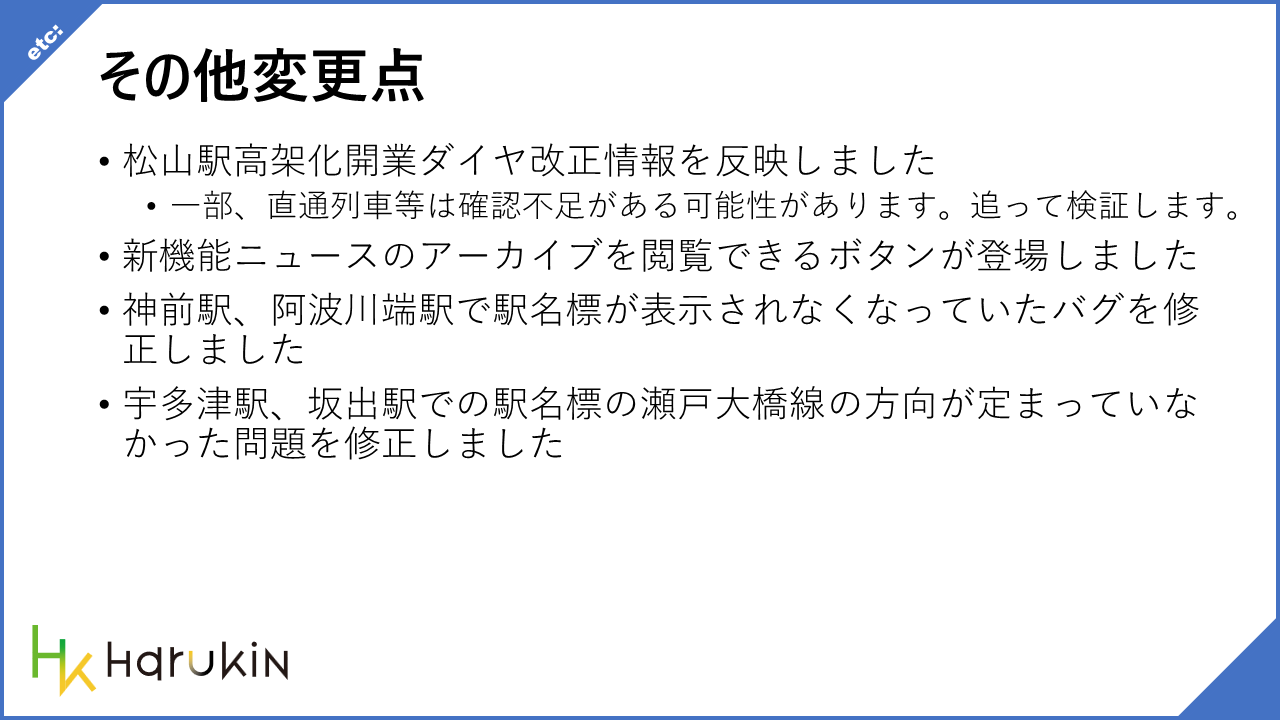 etc:
その他変更点
• 松山駅高架化開業ダイヤ改正情報を反映しました
• 一部、直通列車等は確認不足がある可能性があります。追って検証します。
• 新機能ニュースのアーカイブを閲覧できるボタンが登場しました
• 神前駅、阿波川端駅で駅名標が表示されなくなっていたバグを修
正しました
• 宇多津駅、坂出駅での駅名標の瀬戸大橋線の方向が定まっていな
かった問題を修正しました
HK Harukin